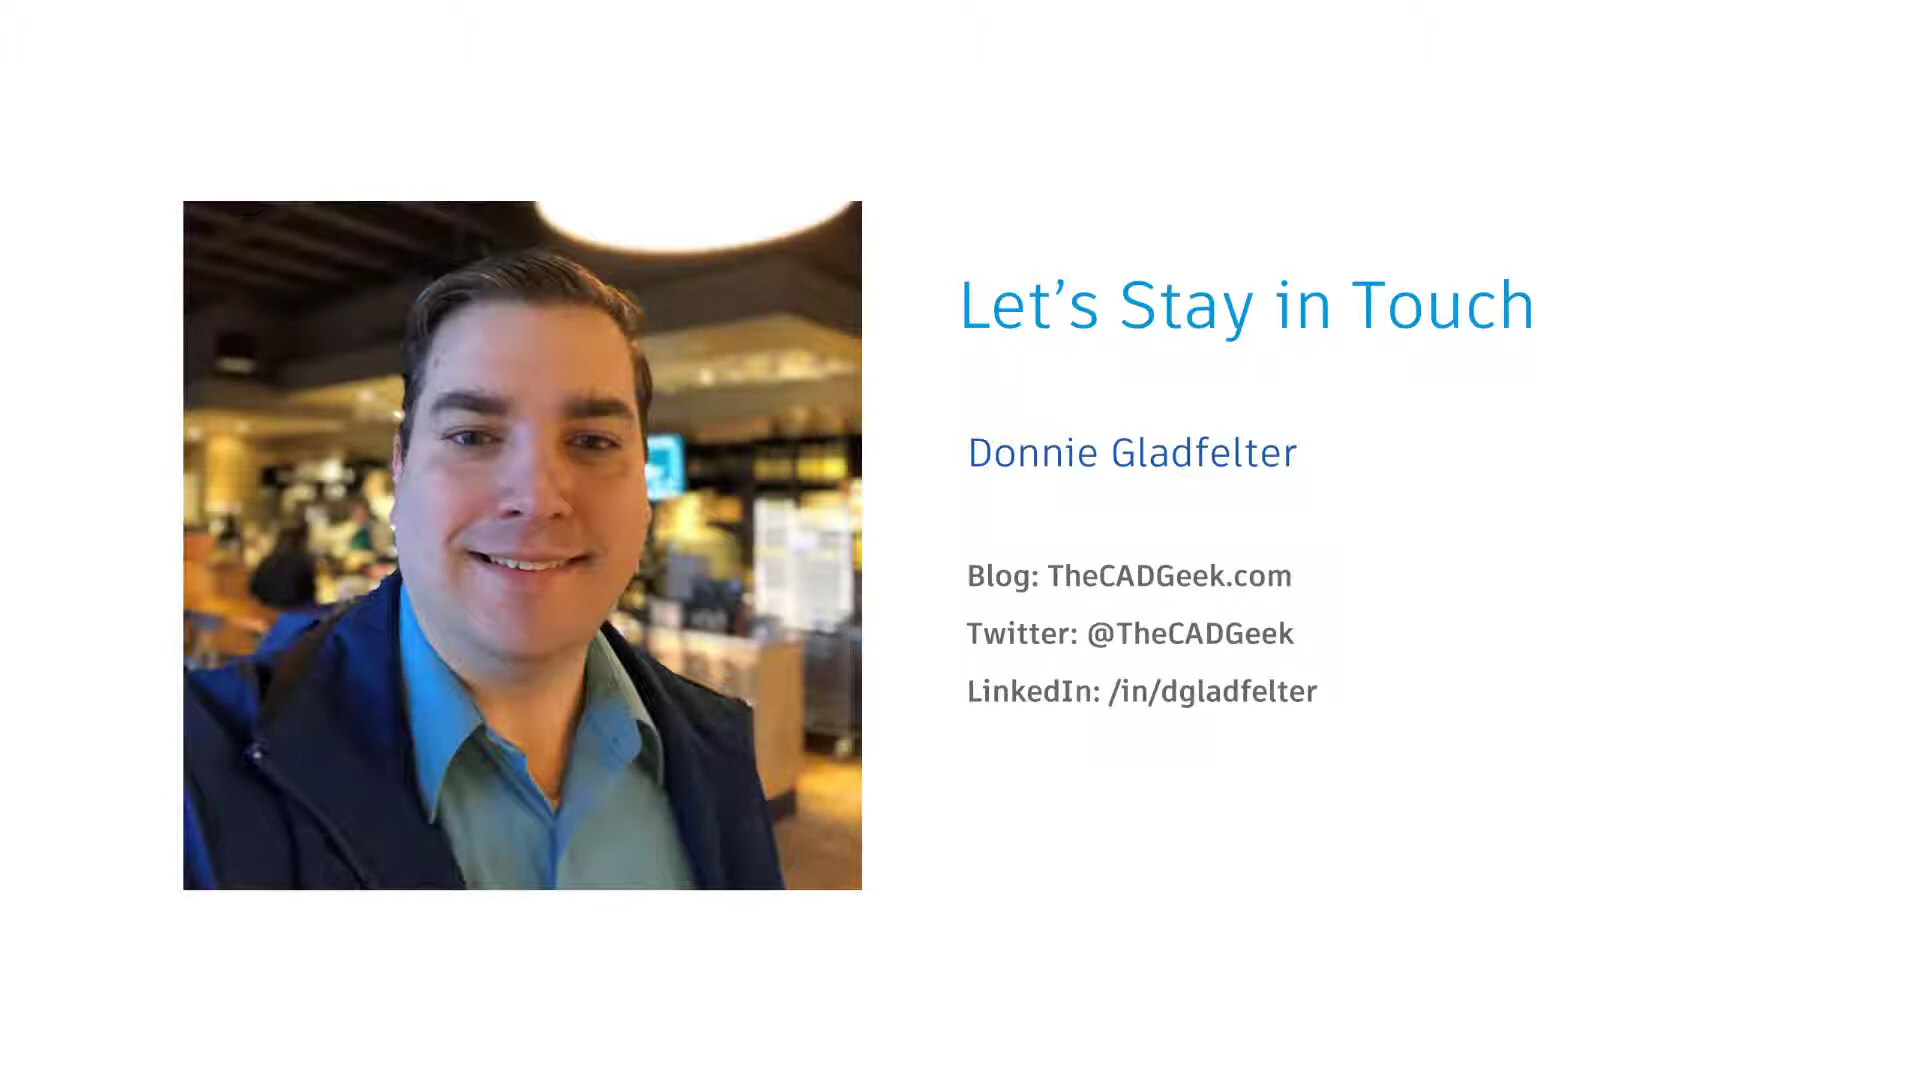 Let’s Stay in Touch
Donnie Gladfelter
Blog: TheCADGeek.com
Twitter: @TheCADGeek
LinkedIn: /in/dgladfelter